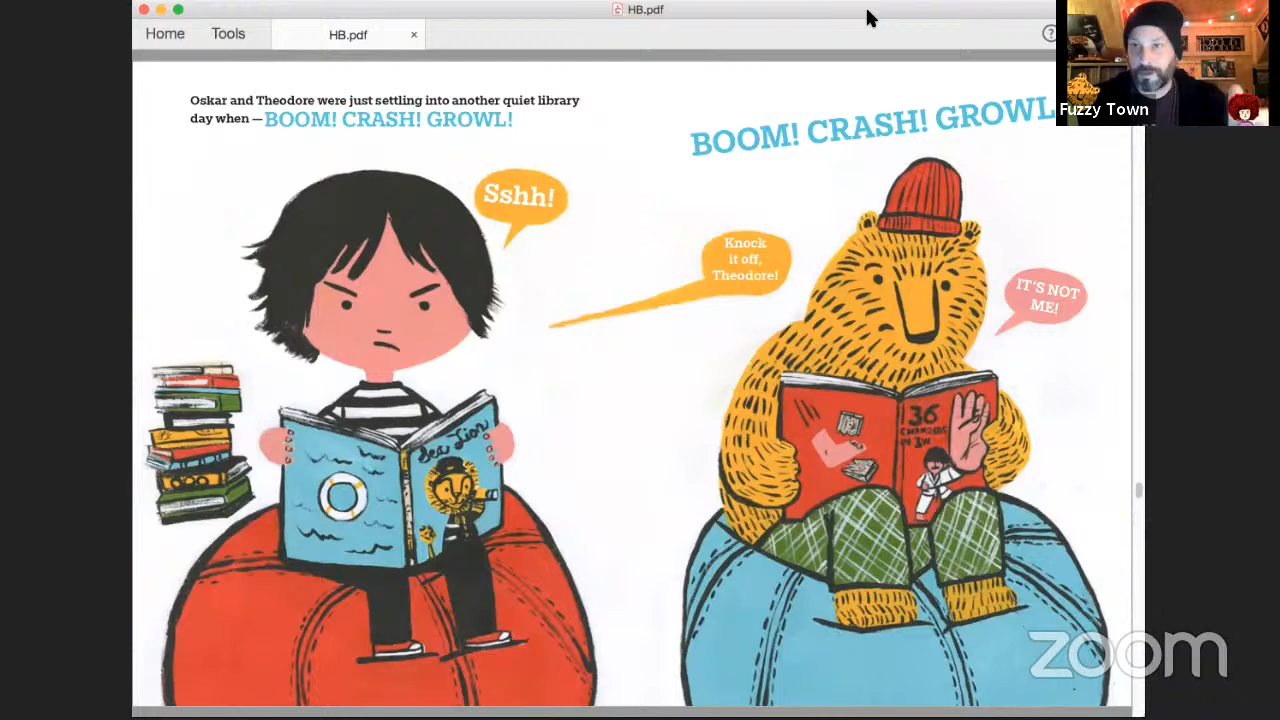 HB.pdf
Home
Tools
HB.pdf
×
?
Fuzzy Town
Oskar and Theodore were just settling into another quiet library
day when — BOOM! CRASH! GROWL!
BOOM! CRASH! GROWL
Sshh!
Knock
it off,
Theodore!
IT'S NOT
ME!
Sea Lion
36
CHAMBERS
zoom